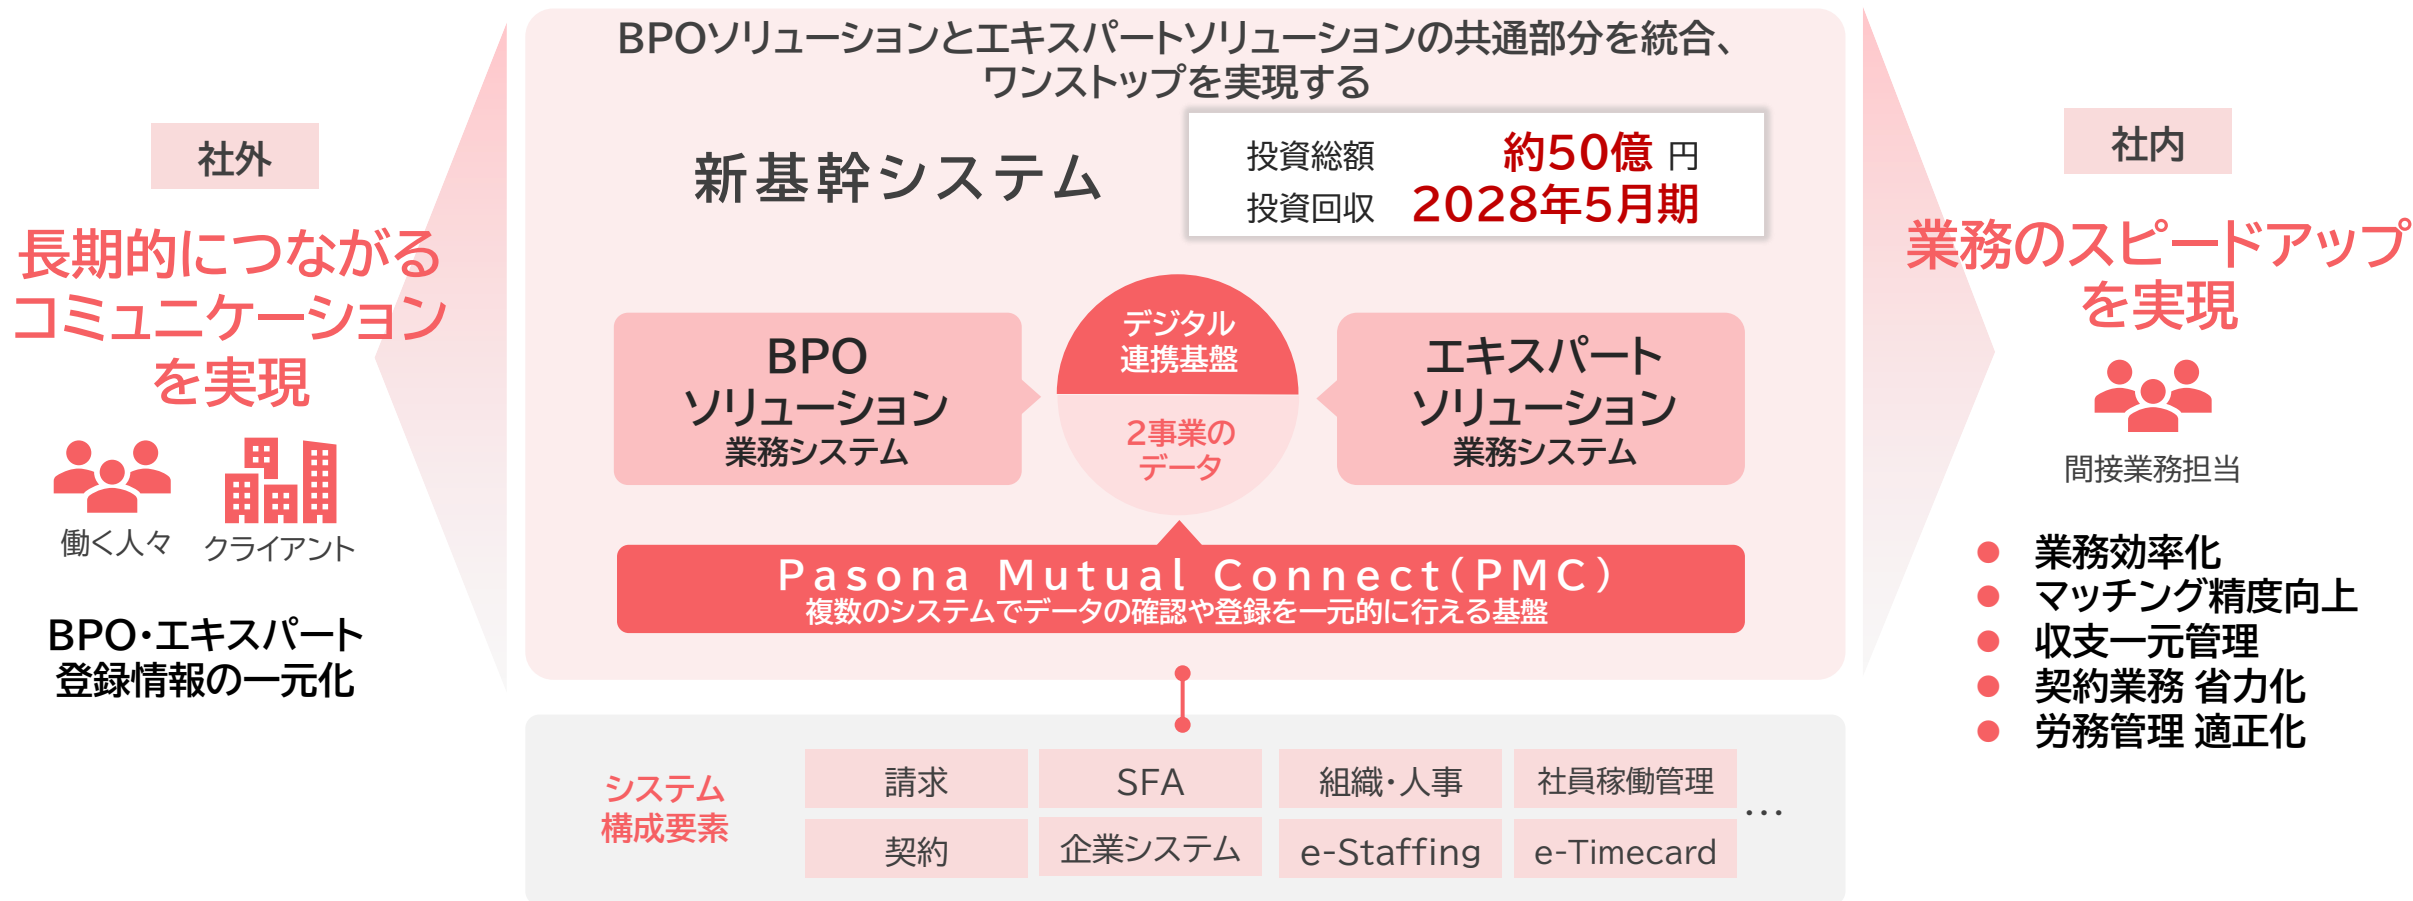 社外
長期的につながる
コミュニケーション
を実現
働く人々
クライアント
BPO・エキスパート
登録情報の一元化
BPOソリューションとエキスパートソリューションの共通部分を統合、
ワンストップを実現する
新基幹システム
投資総額 約50億 円
投資回収 2028年5月期
BPO
ソリューション
業務システム
デジタル
連携基盤
2事業の
データ
エキスパート
ソリューション
業務システム
Pasona Mutual Connect(PMC)
複数のシステムでデータの確認や登録を一元的に行える基盤
システム
構成要素
請求
SFA
組織・人事
社員稼働管理
契約
企業システム
e-Staffing
e-Timecard
…
社内
業務のスピードアップ
を実現
間接業務担当
● 業務効率化
● マッチング精度向上
● 収支一元管理
● 契約業務 省力化
● 労務管理 適正化